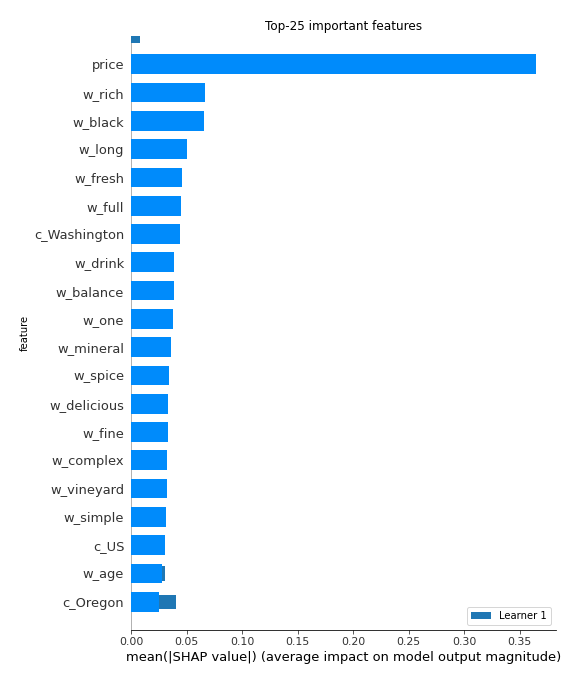 Top-25 important features
price
w_rich
w_black
w_long
w_fresh
w_full
c_Washington
w_drink
w_balance
w_one
w_mineral
w_spice
w_delicious
w_fine
w_complex
w_vineyard
w_simple
c_US
w_age
c_Oregon
feature
Learner 1
0.00 0.05 0.10 0.15 0.20 0.25 0.30 0.35
mean(|SHAP value|) (average impact on model output magnitude)